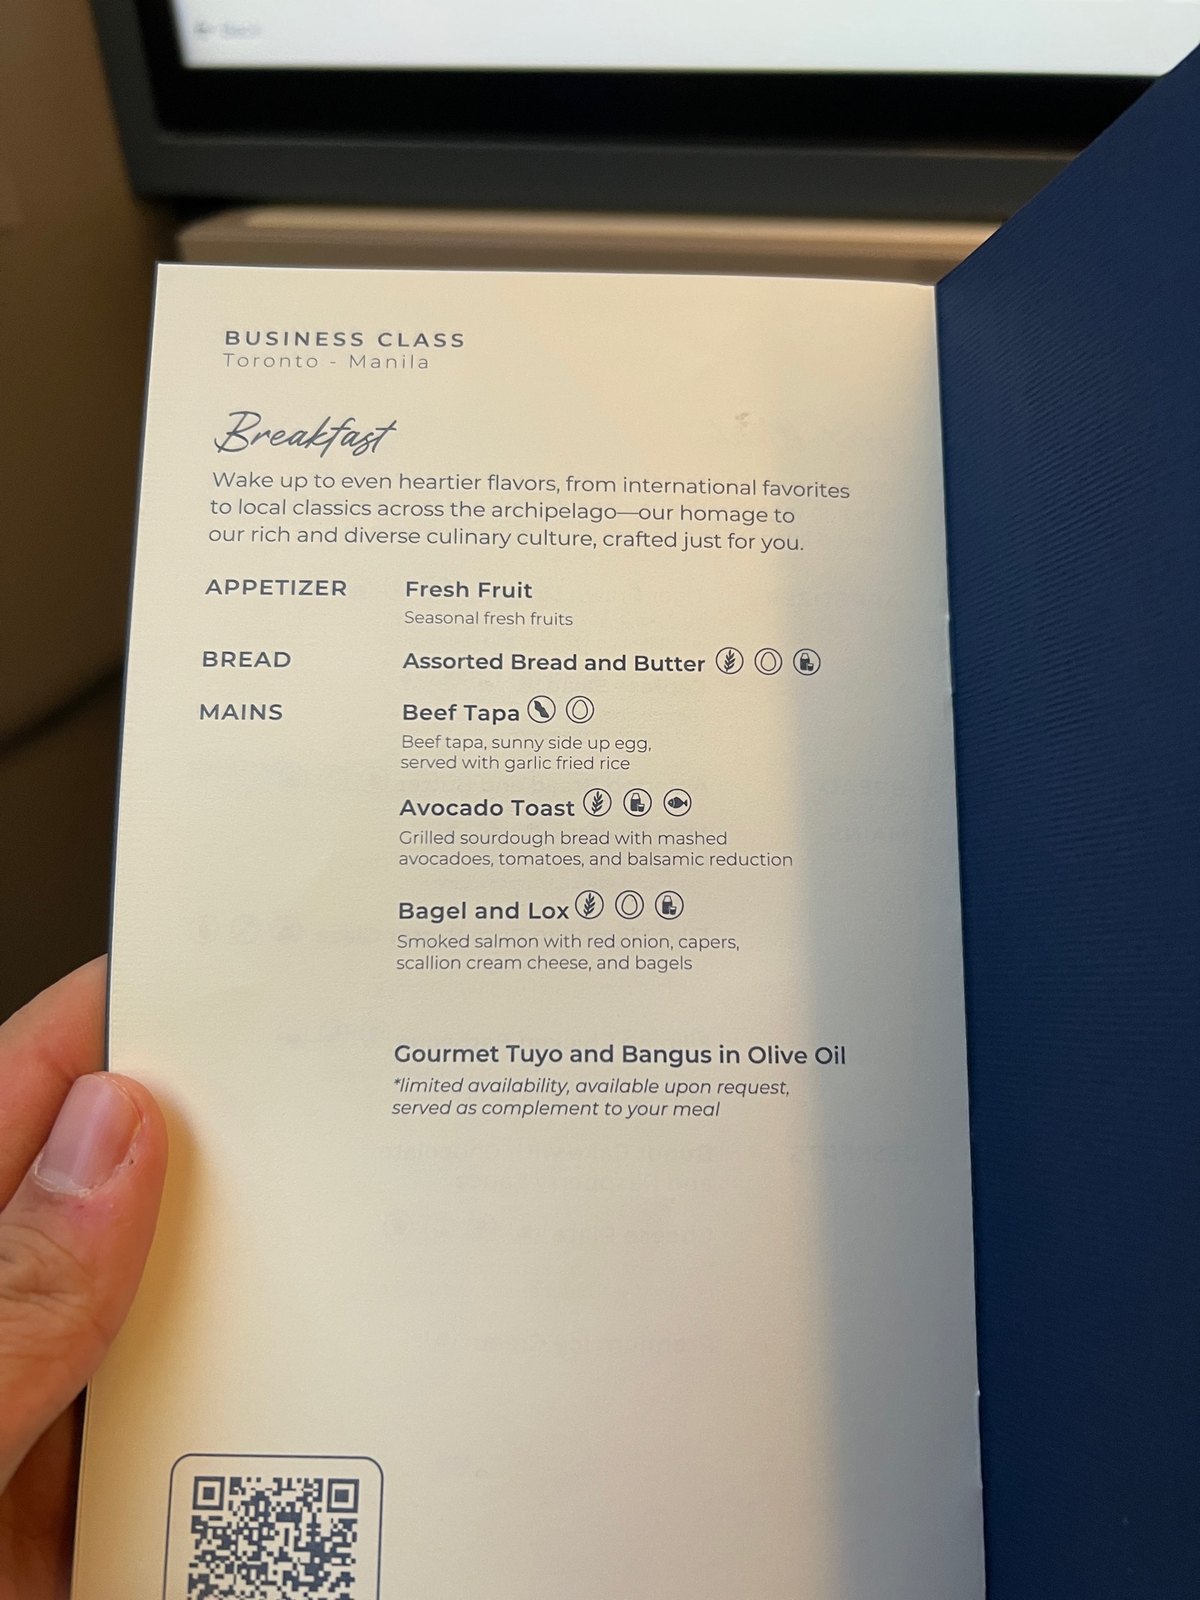 BUSINESS CLASS
Toronto - Manila
Breakfast
Wake up to even heartier flavors, from international favorites
to local classics across the archipelago—our homage to
our rich and diverse culinary culture, crafted just for you.
APPETIZER
Fresh Fruit
Seasonal fresh fruits
BREAD
Assorted Bread and Butter
MAINS
Beef Tapa
Beef tapa, sunny side up egg,
served with garlic fried rice
Avocado Toast
Grilled sourdough bread with mashed
avocadoes, tomatoes, and balsamic reduction
Bagel and Lox
Smoked salmon with red onion, capers,
scallion cream cheese, and bagels
Gourmet Tuyo and Bangus in Olive Oil
*limited availability, available upon request,
served as complement to your meal